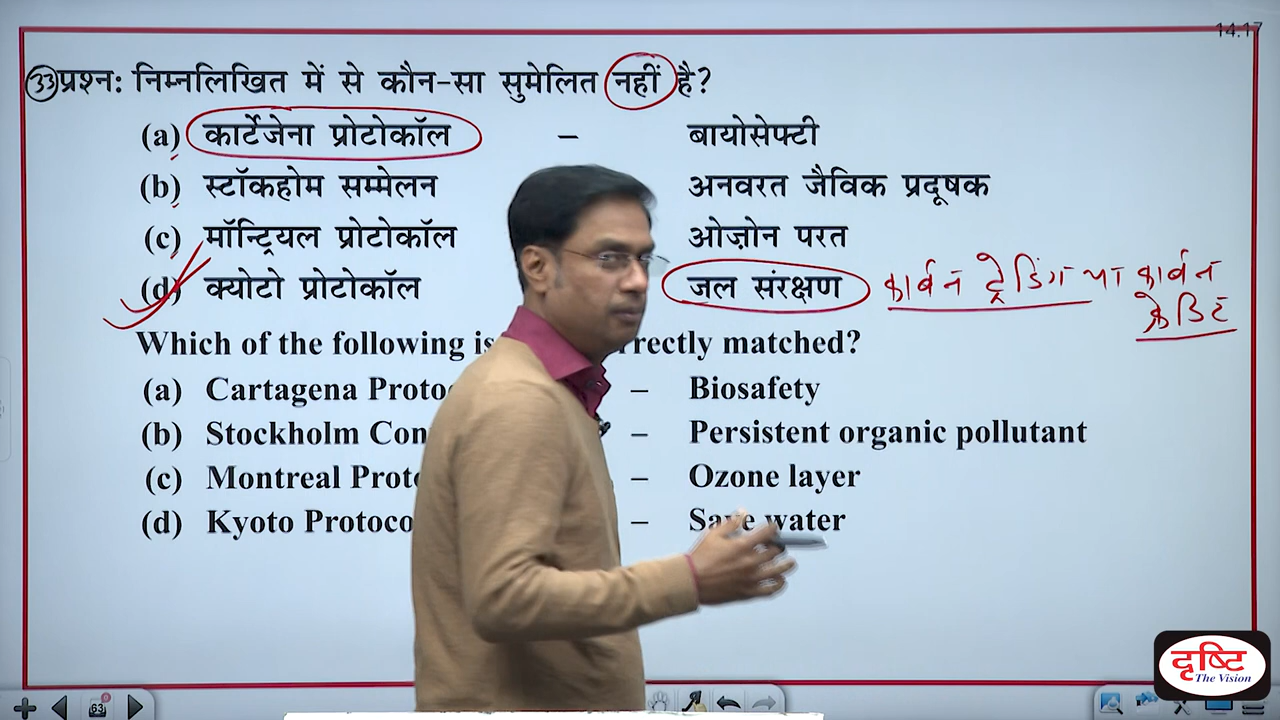 14:17
33 प्रश्न: निम्नलिखित में से कौन-सा सुमेलित नहीं है?
(a) कार्टेजेना प्रोटोकॉल – बायोसेफ्टी
(b) स्टॉकहोम सम्मेलन अनवरत जैविक प्रदूषक
(c) मॉन्ट्रियल प्रोटोकॉल ओज़ोन परत
(d) क्योटो प्रोटोकॉल जल संरक्षण कार्बन ट्रेडिंग या कार्बन
क्रेडिट
Which of the following is rrectly matched?
(a) Cartagena Proto – Biosafety
(b) Stockholm Con – Persistent organic pollutant
(c) Montreal Prot – Ozone layer
(d) Kyoto Protoco – Save water
63
दृष्टि
The Vision